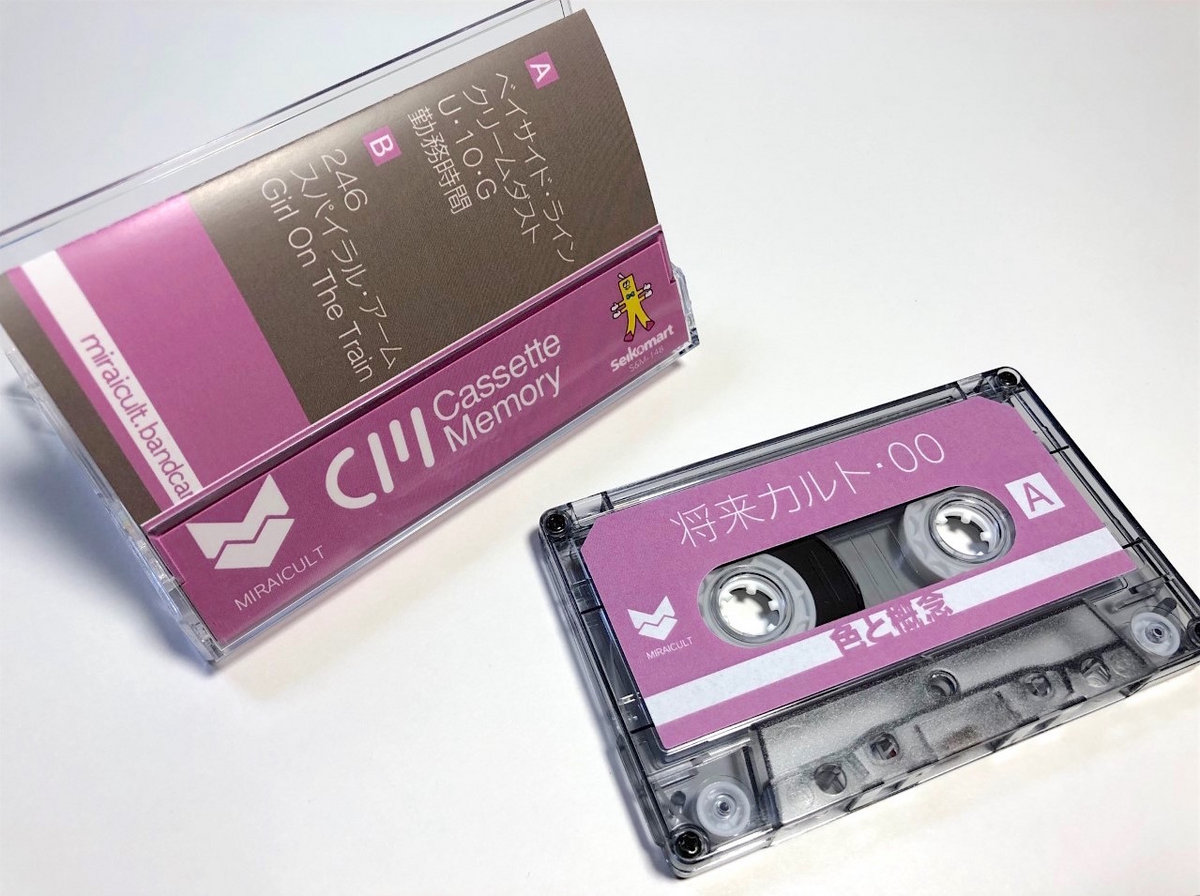 A
ベイサイド・ライン
クリームダスト
U・10・G
勤務時間
B
246
スパイラル・アーム
Girl On The Train
miraicult.bandcam
MIRAICULT
CM Cassette
Memory
Seikomart
S&M-148
将来カルト・00
A
MIRAICULT
色と概念